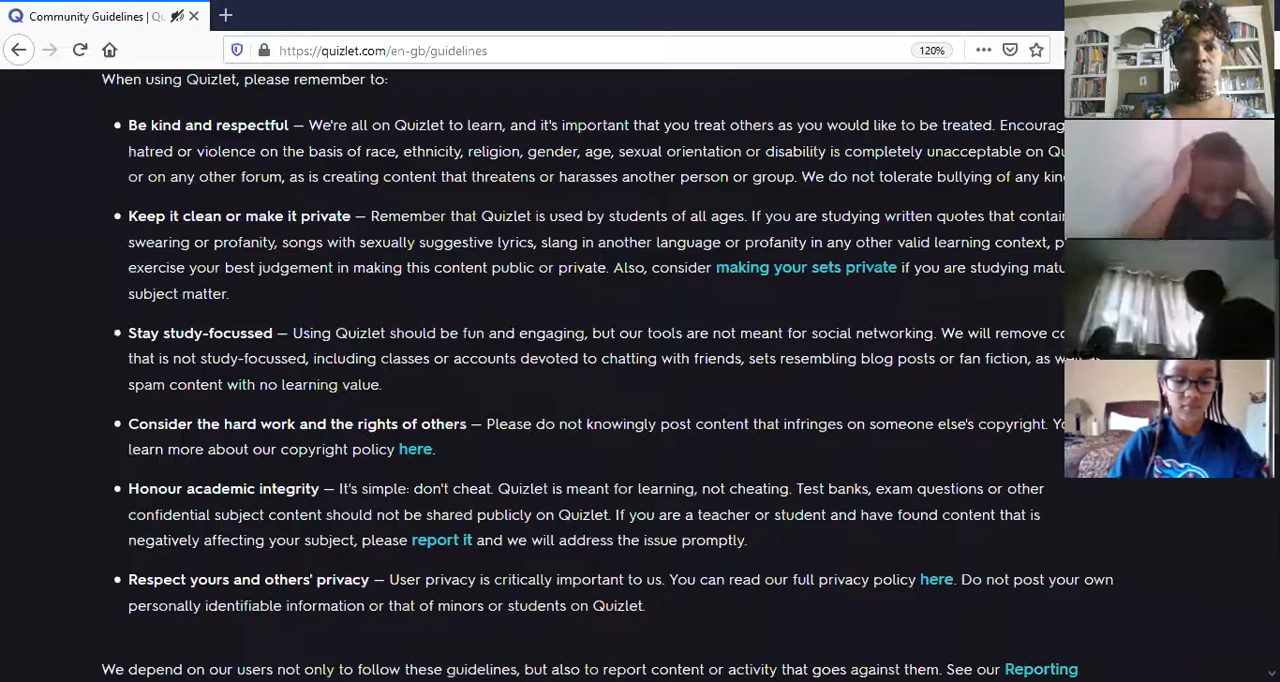 Community Guidelines | Qu
https://quizlet.com/en-gb/guidelines
120%
When using Quizlet, please remember to:
Be kind and respectful — We're all on Quizlet to learn, and it's important that you treat others as you would like to be treated. Encourag
hatred or violence on the basis of race, ethnicity, religion, gender, age, sexual orientation or disability is completely unacceptable on Qu
or on any other forum, as is creating content that threatens or harasses another person or group. We do not tolerate bullying of any kin
Keep it clean or make it private — Remember that Quizlet is used by students of all ages. If you are studying written quotes that contai
swearing or profanity, songs with sexually suggestive lyrics, slang in another language or profanity in any other valid learning context, p
exercise your best judgement in making this content public or private. Also, consider making your sets private if you are studying matu
subject matter.
Stay study-focussed — Using Quizlet should be fun and engaging, but our tools are not meant for social networking. We will remove co
that is not study-focussed, including classes or accounts devoted to chatting with friends, sets resembling blog posts or fan fiction, as well as
spam content with no learning value.
Consider the hard work and the rights of others — Please do not knowingly post content that infringes on someone else's copyright. Yo
learn more about our copyright policy here.
Honour academic integrity — It's simple: don't cheat. Quizlet is meant for learning, not cheating. Test banks, exam questions or other
confidential subject content should not be shared publicly on Quizlet. If you are a teacher or student and have found content that is
negatively affecting your subject, please report it and we will address the issue promptly.
Respect yours and others' privacy — User privacy is critically important to us. You can read our full privacy policy here. Do not post your own
personally identifiable information or that of minors or students on Quizlet.
We depend on our users not only to follow these guidelines, but also to report content or activity that goes against them. See our Reporting